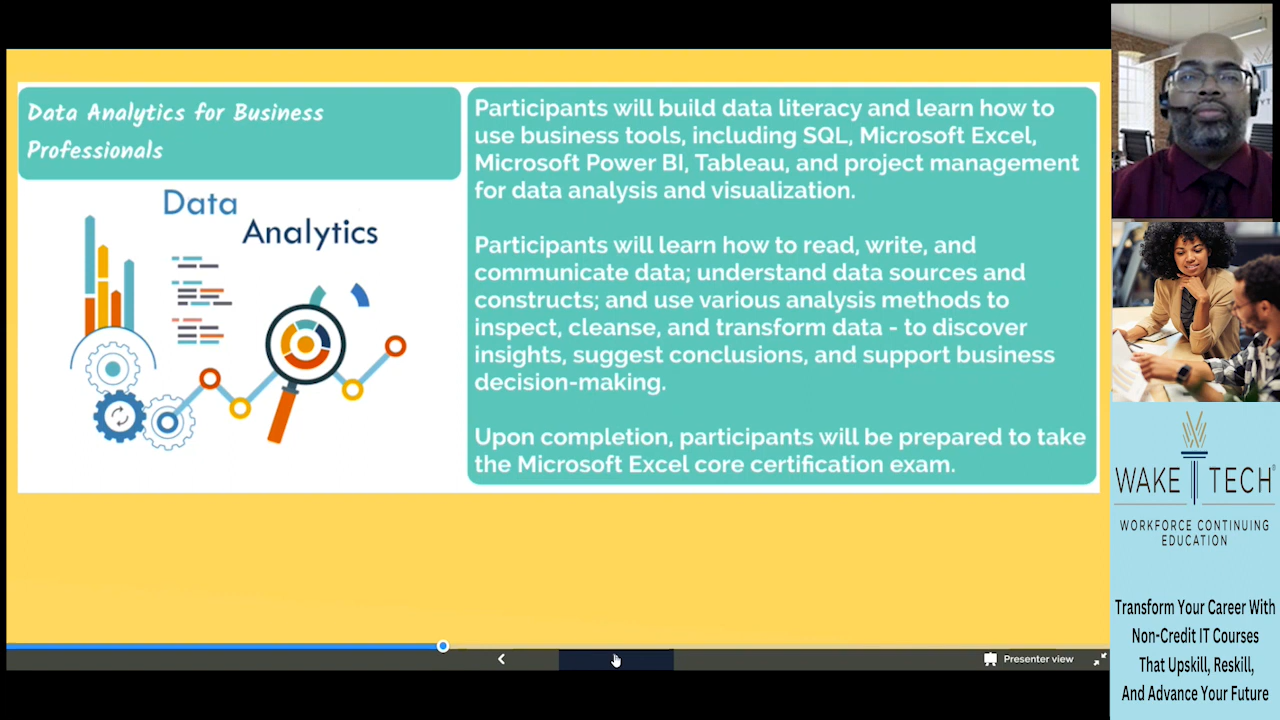 Data Analytics for Business
Professionals
Data
Analytics
Participants will build data literacy and learn how to
use business tools, including SQL, Microsoft Excel,
Microsoft Power BI, Tableau, and project management
for data analysis and visualization.
Participants will learn how to read, write, and
communicate data; understand data sources and
constructs; and use various analysis methods to
inspect, cleanse, and transform data - to discover
insights, suggest conclusions, and support business
decision-making.
Upon completion, participants will be prepared to take
the Microsoft Excel core certification exam.
Presenter view
WAKE TECH®
WORKFORCE CONTINUING
EDUCATION
Transform Your Career With
Non-Credit IT Courses
That Upskill, Reskill,
And Advance Your Future